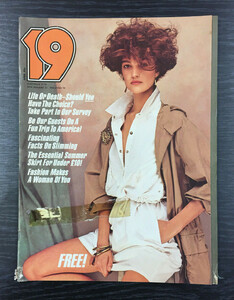 19
Life Or Death–Should You
Have The Choice?
Take Part In Our Survey
Be Our Guests On A
Fun Trip To America!
Fascinating
Facts On Slimming
The Essential Summer
Skirt For Under £10!
Fashion Makes
A Woman Of You
FREE!